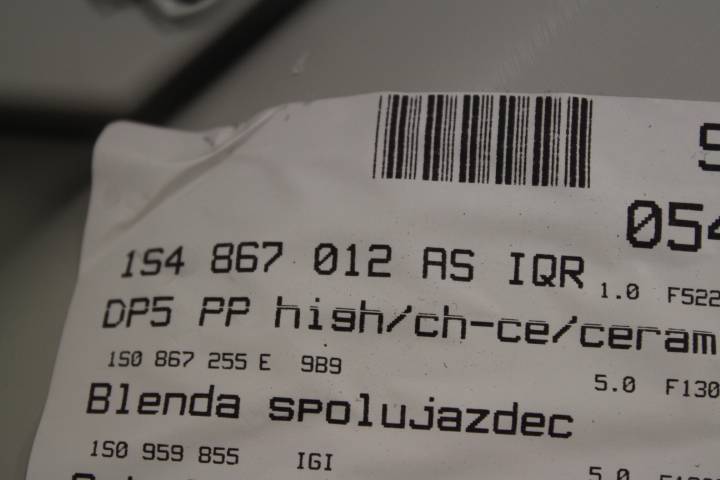 054
1S4 867 012 AS IQR 1.0 F522
DP5 PP high/ch-ce/ceram
1S0 867 255 E 9B9 5.0 F130
Blenda spolujazdec
1S0 959 855 IGI 5.0